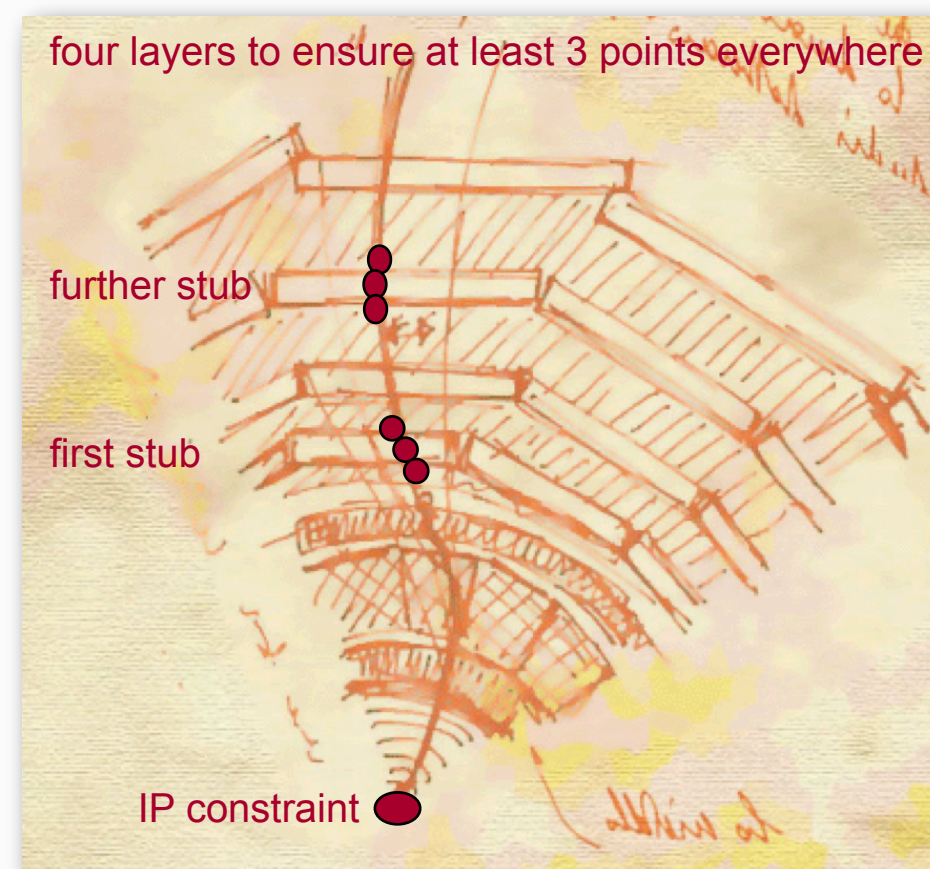 four layers to ensure at least 3 points everywhere
further stub
first stub
IP constraint